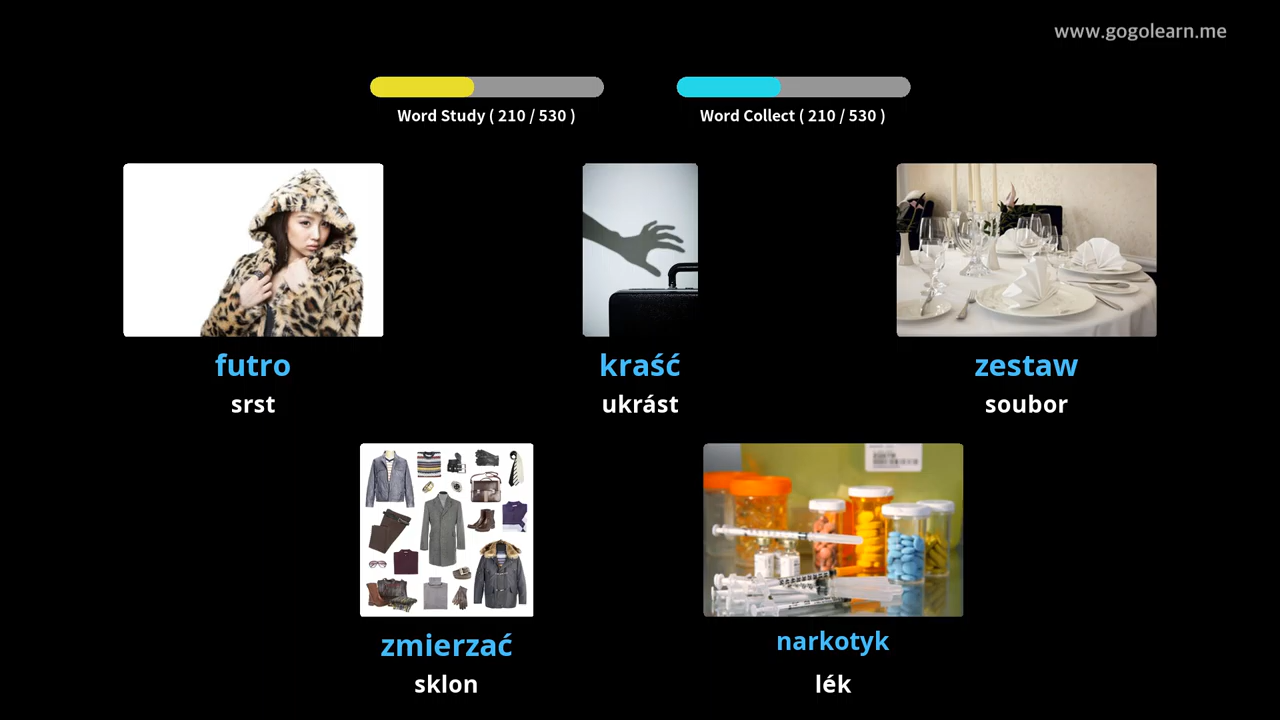 www.gogolearn.me
Word Study ( 210 / 530 )
Word Collect ( 210 / 530 )
futro
srst
kraść
ukrást
zestaw
soubor
zmierzać
sklon
narkotyk
lék